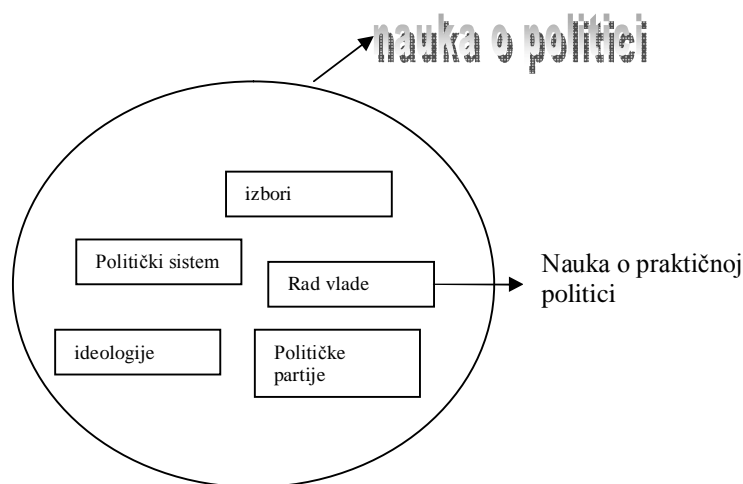 nauka o politici
izbori
Politički sistem
Rad vlade
Nauka o praktičnoj
politici
ideologije
Političke
partije